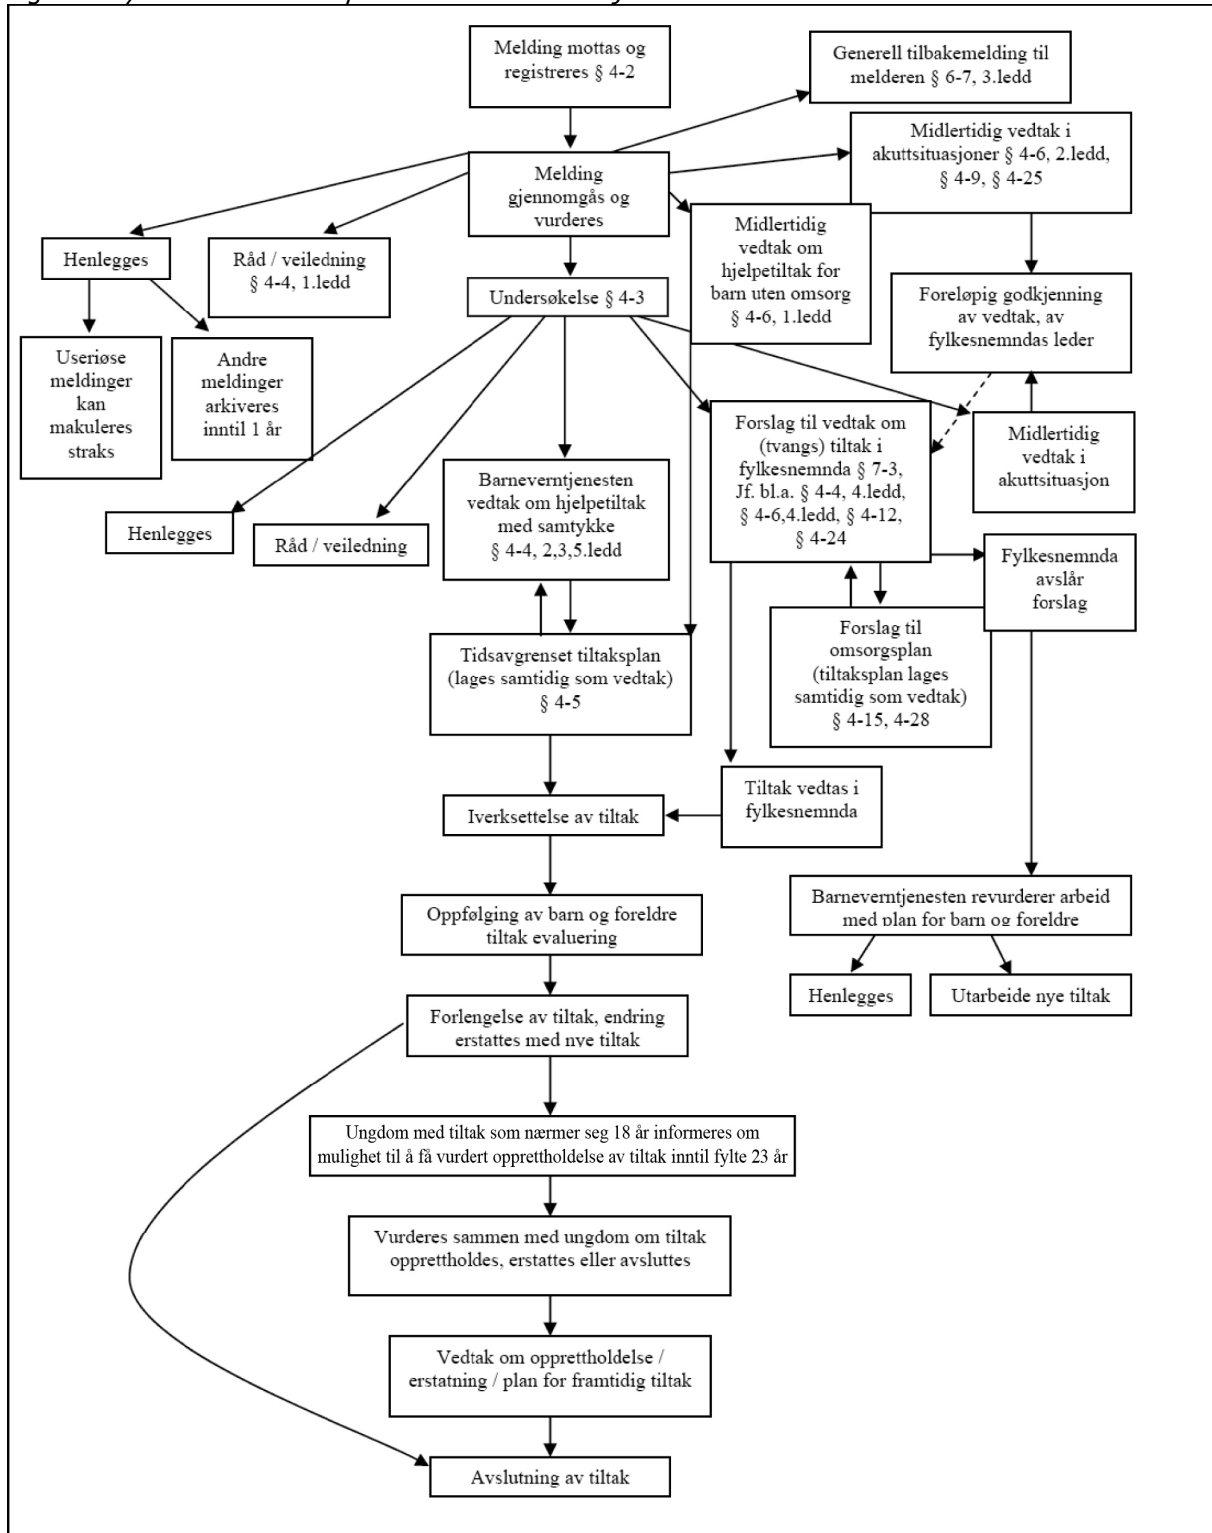 Melding mottas og
registreres § 4-2
Generell tilbakemelding til
melderen § 6-7, 3.ledd
Midlertidig vedtak i
akuttsituasjoner § 4-6, 2.ledd,
§ 4-9, § 4-25
Melding
gjennomgås og
vurderes
Midlertidig
vedtak om
hjelpetiltak for
barn uten omsorg
§ 4-6, 1.ledd
Henlegges
Råd / veiledning
§ 4-4, 1.ledd
Undersøkelse § 4-3
Foreløpig godkjenning
av vedtak, av
fylkesnemndas leder
Useriøse
meldinger
kan
makuleres
straks
Andre
meldinger
arkiveres
inntil 1 år
Forslag til vedtak om
(tvangs) tiltak i
fylkesnemnda § 7-3,
Jf. bl.a. § 4-4, 4.ledd,
§ 4-6,4.ledd, § 4-12,
§ 4-24
Midlertidig
vedtak i
akuttsituasjon
Barneverntjenesten
vedtak om hjelpetiltak
med samtykke
§ 4-4, 2,3,5.ledd
Henlegges
Råd / veiledning
Fylkesnemnda
avslår
forslag
Forslag til
omsorgsplan
(tiltaksplan lages
samtidig som vedtak)
§ 4-15, 4-28
Tidsavgrenset tiltaksplan
(lages samtidig som vedtak)
§ 4-5
Tiltak vedtas i
fylkesnemnda
Iverksettelse av tiltak
Barneverntjenesten revurderer arbeid
med plan for barn og foreldre
Oppfølging av barn og foreldre
tiltak evaluering
Henlegges
Utarbeide nye tiltak
Forlengelse av tiltak, endring
erstattes med nye tiltak
Ungdom med tiltak som nærmer seg 18 år informeres om
mulighet til å få vurdert opprettholdelse av tiltak inntil fylte 23 år
Vurderes sammen med ungdom om tiltak
opprettholdes, erstattes eller avsluttes
Vedtak om opprettholdelse /
erstatning / plan for framtidig tiltak
Avslutning av tiltak